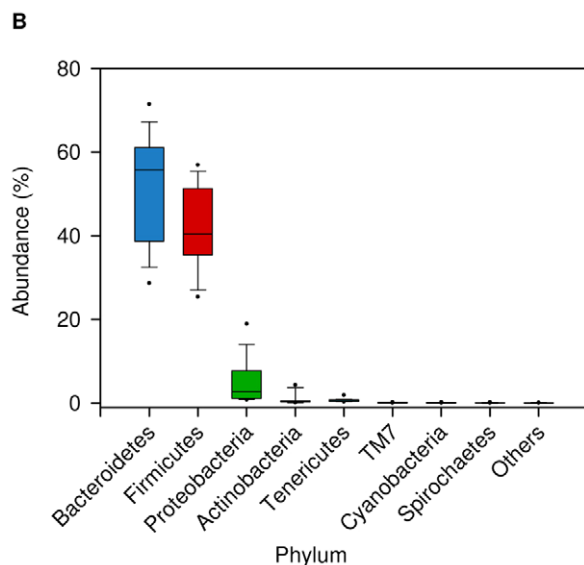 B
80
60
40
20
0
Abundance (%)
Bacteroidetes
Firmicutes
Proteobacteria
Actinobacteria
Tenericutes
TM7
Cyanobacteria
Spirochaetes
Others
Phylum